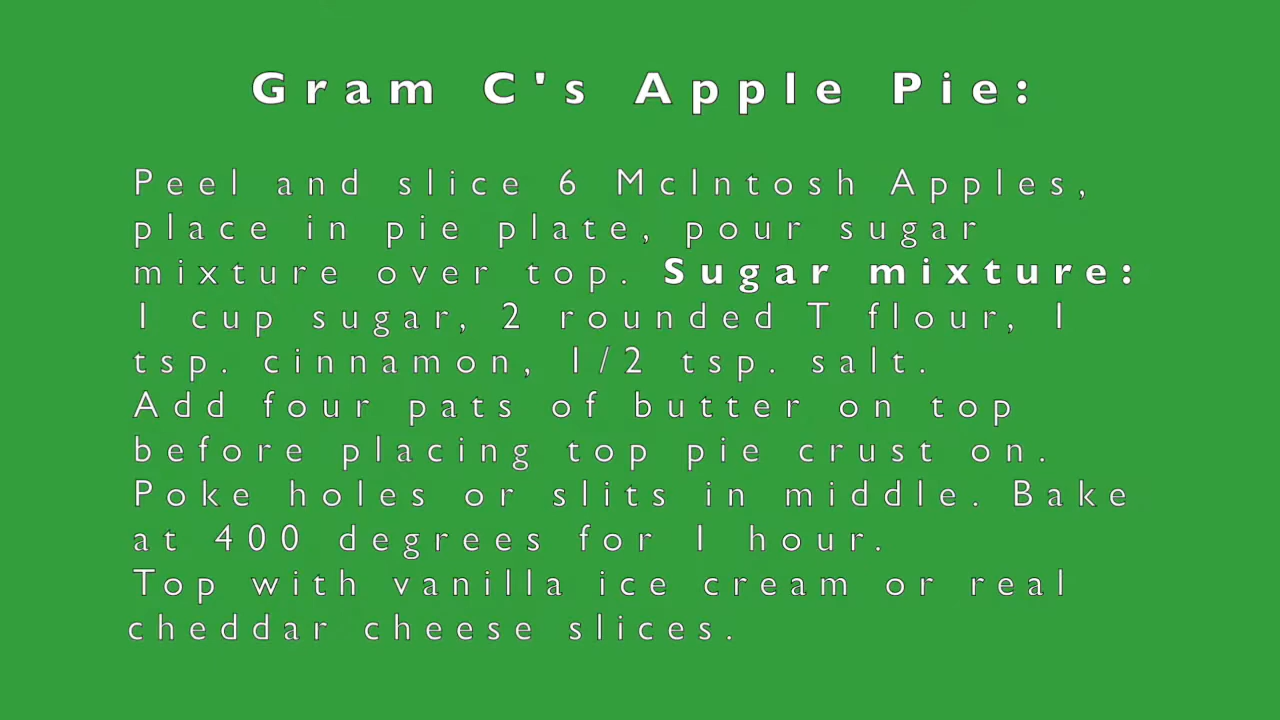 Gram C's Apple Pie:
Peel and slice 6 McIntosh Apples,
place in pie plate, pour sugar
mixture over top. Sugar mixture:
1 cup sugar, 2 rounded T flour, 1
tsp. cinnamon, 1/2 tsp. salt.
Add four pats of butter on top
before placing top pie crust on.
Poke holes or slits in middle. Bake
at 400 degrees for 1 hour.
Top with vanilla ice cream or real
cheddar cheese slices.